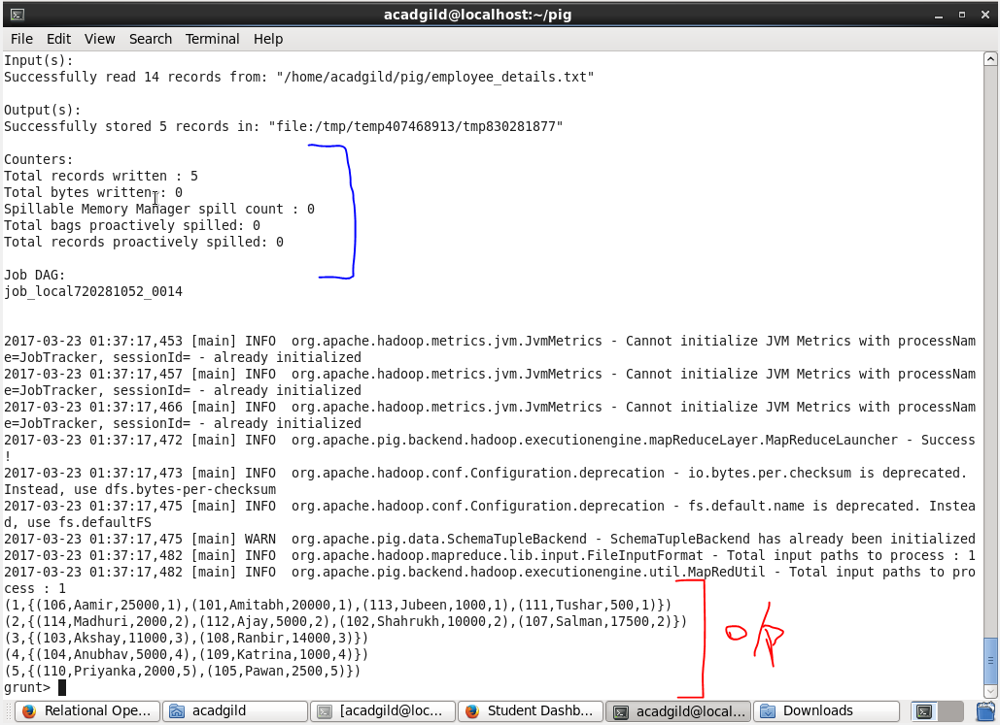 acadgild@localhost:~/pig
File Edit View Search Terminal Help
Input(s):
Successfully read 14 records from: "/home/acadgild/pig/employee_details.txt"
Output(s):
Successfully stored 5 records in: "file:/tmp/temp407468913/tmp830281877"
Counters:
Total records written : 5
Total bytes written : 0
Spillable Memory Manager spill count : 0
Total bags proactively spilled: 0
Total records proactively spilled: 0
Job DAG:
job_local720281052_0014
2017-03-23 01:37:17,453 [main] INFO  org.apache.hadoop.metrics.jvm.JvmMetrics - Cannot initialize JVM Metrics with processNam
e=JobTracker, sessionId= - already initialized
2017-03-23 01:37:17,457 [main] INFO  org.apache.hadoop.metrics.jvm.JvmMetrics - Cannot initialize JVM Metrics with processNam
e=JobTracker, sessionId= - already initialized
2017-03-23 01:37:17,466 [main] INFO  org.apache.hadoop.metrics.jvm.JvmMetrics - Cannot initialize JVM Metrics with processNam
e=JobTracker, sessionId= - already initialized
2017-03-23 01:37:17,472 [main] INFO  org.apache.pig.backend.hadoop.executionengine.mapReduceLayer.MapReduceLauncher - Success
!
2017-03-23 01:37:17,473 [main] INFO  org.apache.hadoop.conf.Configuration.deprecation - io.bytes.per.checksum is deprecated.
Instead, use dfs.bytes-per-checksum
2017-03-23 01:37:17,475 [main] INFO  org.apache.hadoop.conf.Configuration.deprecation - fs.default.name is deprecated. Instea
d, use fs.defaultFS
2017-03-23 01:37:17,475 [main] WARN  org.apache.pig.data.SchemaTupleBackend - SchemaTupleBackend has already been initialized
2017-03-23 01:37:17,482 [main] INFO  org.apache.hadoop.mapreduce.lib.input.FileInputFormat - Total input paths to process : 1
2017-03-23 01:37:17,482 [main] INFO  org.apache.pig.backend.hadoop.executionengine.util.MapRedUtil - Total input paths to pro
cess : 1
(1,{(106,Aamir,25000,1),(101,Amitabh,20000,1),(113,Jubeen,1000,1),(111,Tushar,500,1)})
(2,{(114,Madhuri,2000,2),(112,Ajay,5000,2),(102,Shahrukh,10000,2),(107,Salman,17500,2)})
(3,{(103,Akshay,11000,3),(108,Ranbir,14000,3)})
(4,{(104,Anubhav,5000,4),(109,Katrina,1000,4)})
(5,{(110,Priyanka,2000,5),(105,Pawan,2500,5)})
O/P
grunt>
Relational Ope... acadgild [acadgild@loc... Student Dashb... acadgild@local... Downloads